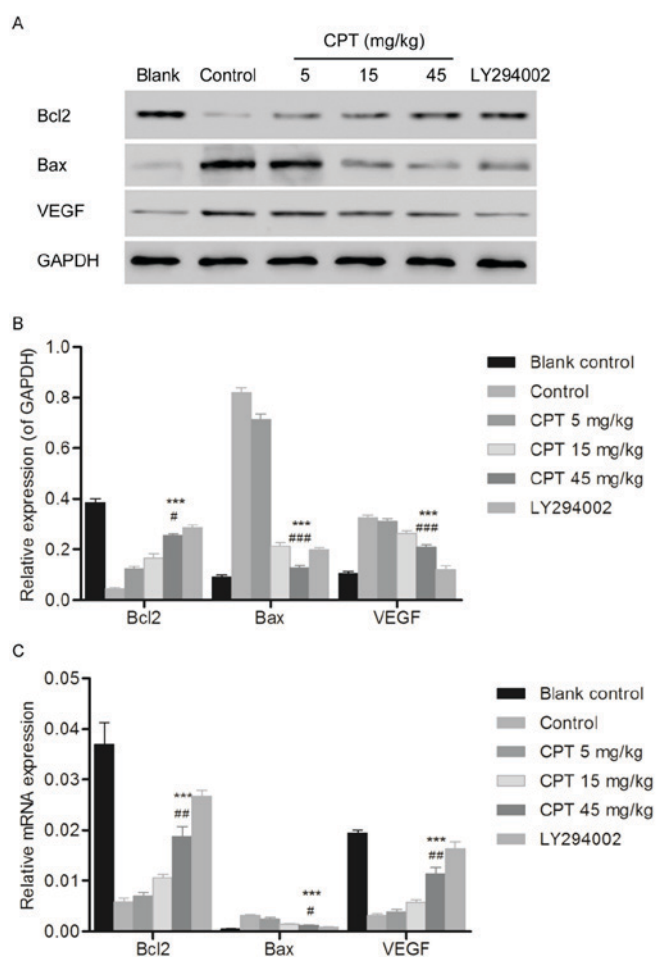 A
CPT (mg/kg)
Blank Control 5 15 45 LY294002
Bcl2
Bax
VEGF
GAPDH
B
Relative expression (of GAPDH)
1.0
0.8
0.6
0.4
0.2
0.0
***
#
***
###
***
###
Bcl2 Bax VEGF
Blank control
Control
CPT 5 mg/kg
CPT 15 mg/kg
CPT 45 mg/kg
LY294002
C
Relative mRNA expression
0.05
0.04
0.03
0.02
0.01
0.00
***
##
***
#
***
##
Bcl2 Bax VEGF
Blank control
Control
CPT 5 mg/kg
CPT 15 mg/kg
CPT 45 mg/kg
LY294002